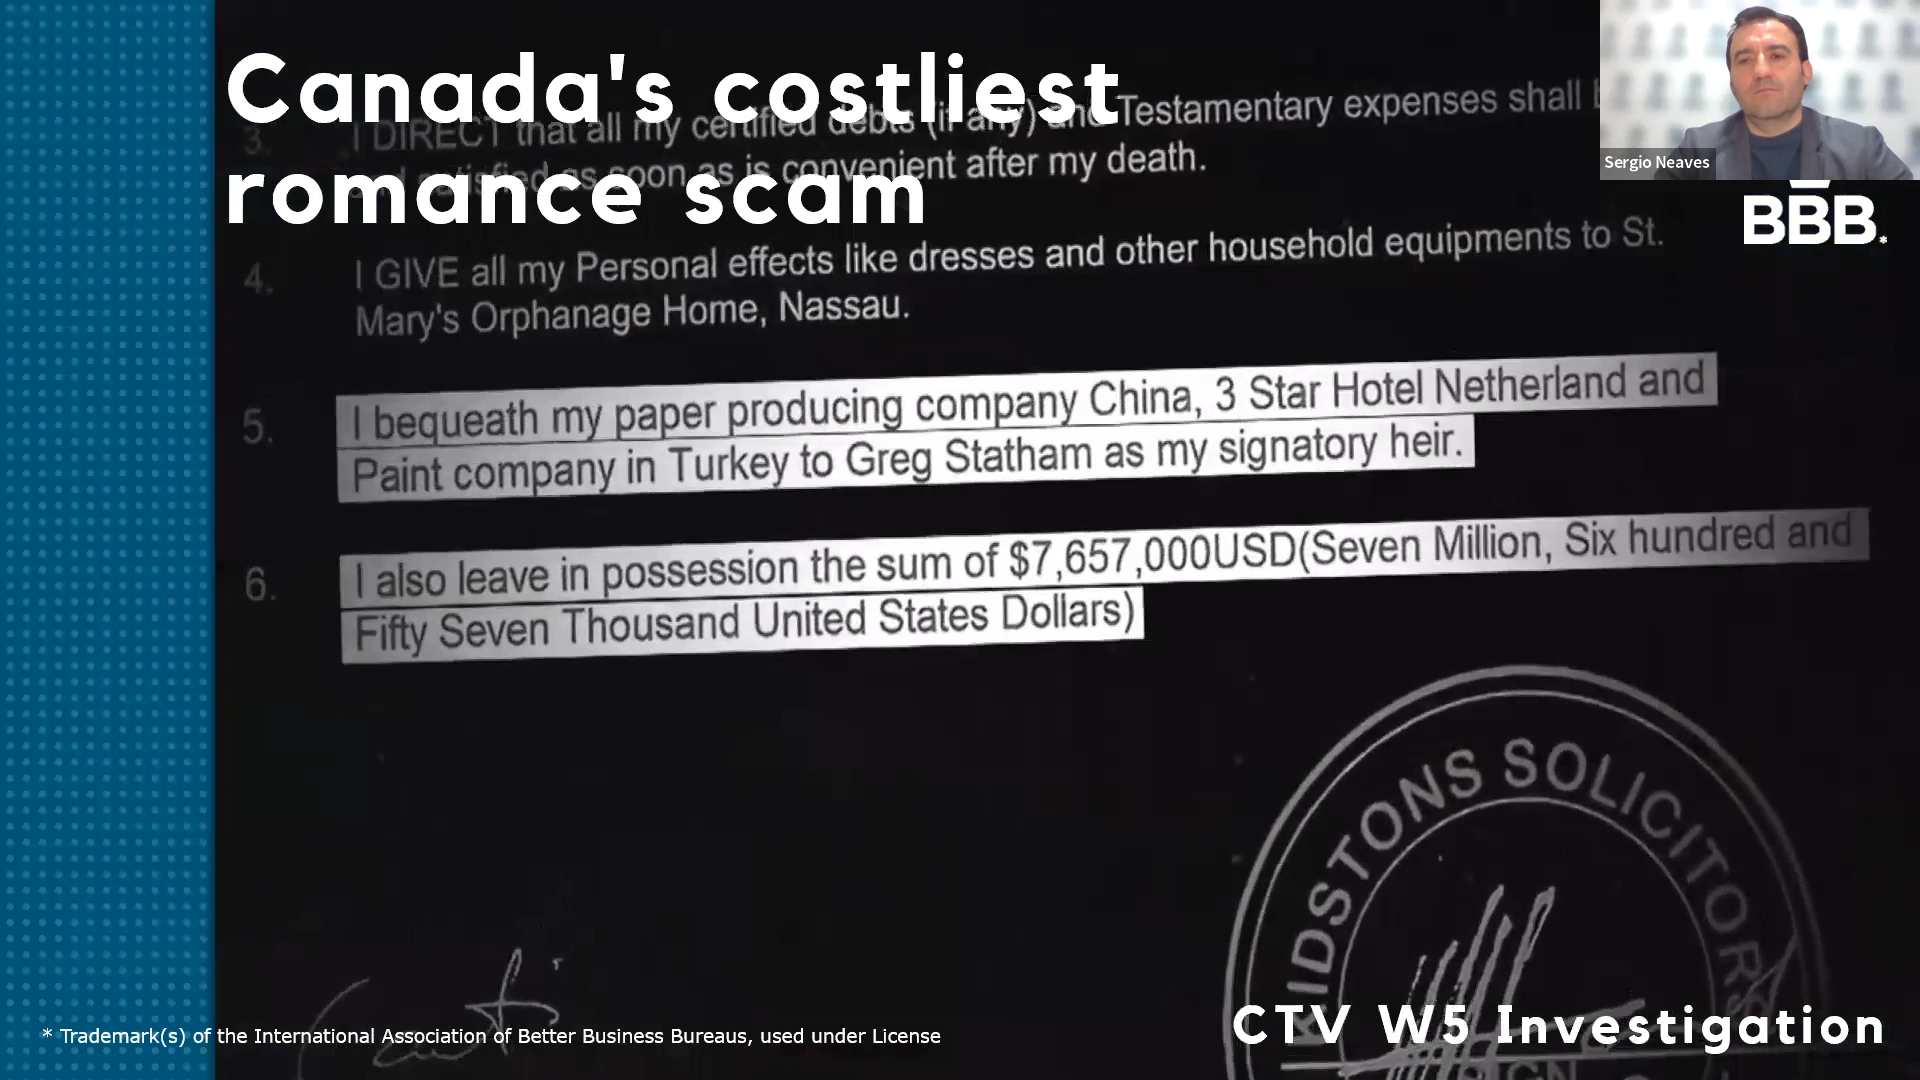 Canada's costliest
romance scam
3. I DIRECT that all my certified debts (if any) and Testamentary expenses shall
satisfied as soon as is convenient after my death.
4. I GIVE all my Personal effects like dresses and other household equipments to St.
Mary's Orphanage Home, Nassau.
5. I bequeath my paper producing company China, 3 Star Hotel Netherland and
Paint company in Turkey to Greg Statham as my signatory heir.
6. I also leave in possession the sum of $7,657,000USD(Seven Million, Six hundred and
Fifty Seven Thousand United States Dollars)
Sergio Neaves
BBB.*
KIDSTONS SOLICITORS
SIGN
CTV W5 Investigation
* Trademark(s) of the International Association of Better Business Bureaus, used under License